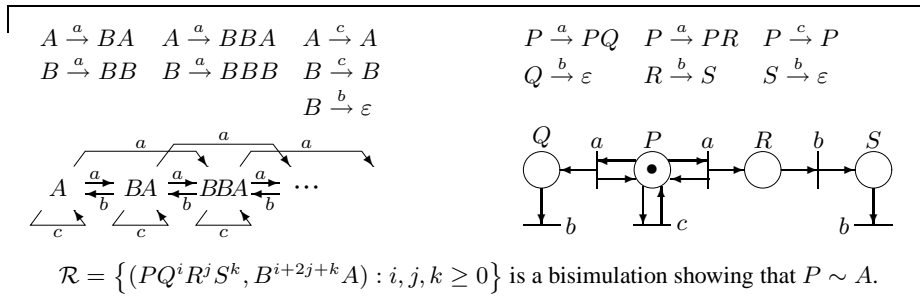 A →a BA   A →a BBA   A →c A   P →a PQ   P →a PR   P →c P
B →a BB   B →a BBB   B →c B   Q →b ε   R →b S   S →b ε
B →b ε
a a a
Q a P a R b S
A a b BA a b BBA a b ···
c c c
b c b
ℛ = {(PQ^i R^j S^k, B^{i+2j+k} A) : i, j, k ≥ 0} is a bisimulation showing that P ∼ A.